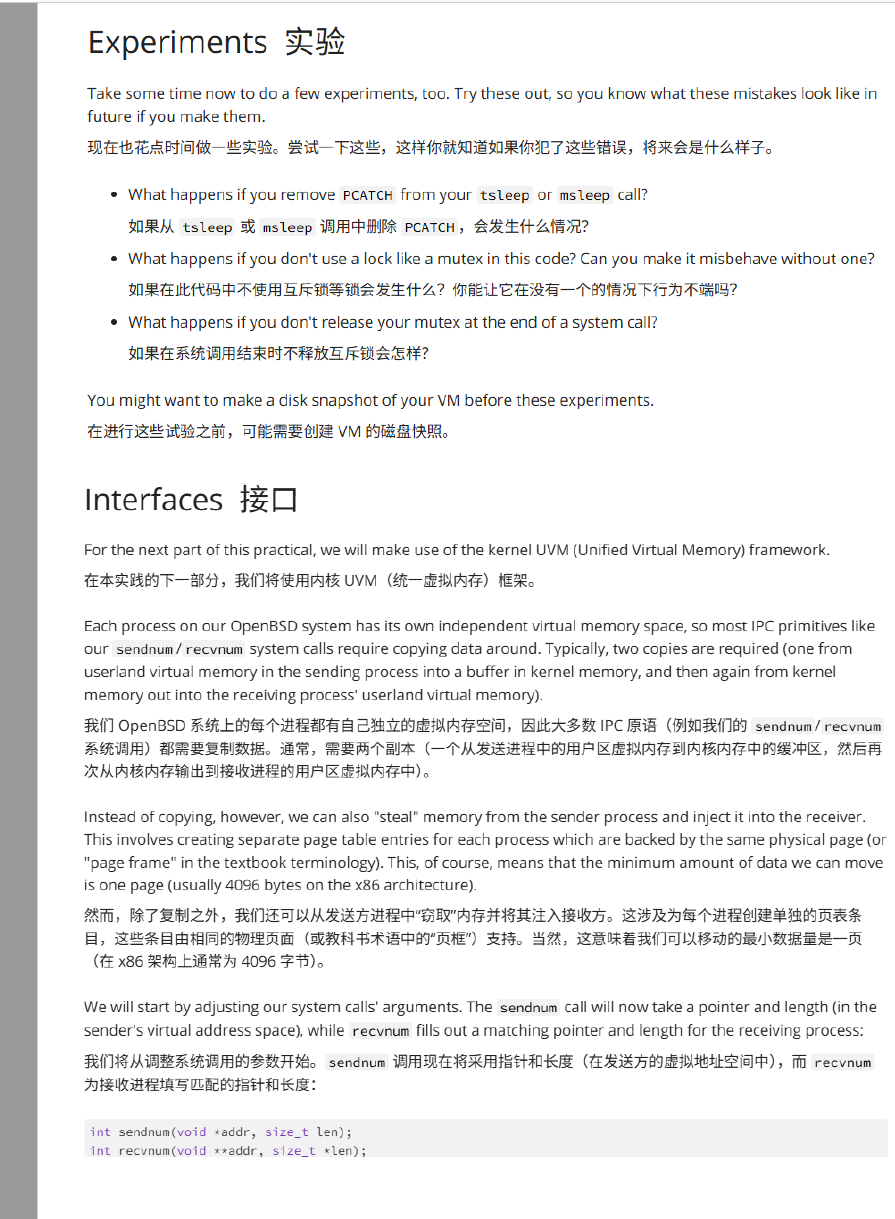 Experiments 实验
Take some time now to do a few experiments, too. Try these out, so you know what these mistakes look like in
future if you make them.
现在也花点时间做一些实验。尝试一下这些，这样你就知道如果你犯了这些错误，将来会是什么样子。
• What happens if you remove PCATCH from your tsleep or msleep call?
如果从 tsleep 或 msleep 调用中删除 PCATCH，会发生什么情况？
• What happens if you don't use a lock like a mutex in this code? Can you make it misbehave without one?
如果在此代码中不使用互斥锁等锁会发生什么？你能让它在没有一个的情况下行为不端吗？
• What happens if you don't release your mutex at the end of a system call?
如果在系统调用结束时不释放互斥锁会怎样？
You might want to make a disk snapshot of your VM before these experiments.
在进行这些试验之前，可能需要创建 VM 的磁盘快照。
Interfaces 接口
For the next part of this practical, we will make use of the kernel UVM (Unified Virtual Memory) framework.
在本实践的下一部分，我们将使用内核 UVM（统一虚拟内存）框架。
Each process on our OpenBSD system has its own independent virtual memory space, so most IPC primitives like
our sendnum/recvnum system calls require copying data around. Typically, two copies are required (one from
userland virtual memory in the sending process into a buffer in kernel memory, and then again from kernel
memory out into the receiving process' userland virtual memory).
我们 OpenBSD 系统上的每个进程都有自己独立的虚拟内存空间，因此大多数 IPC 原语（例如我们的 sendnum/recvnum
系统调用）都需要复制数据。通常，需要两个副本（一个从发送进程中的用户区虚拟内存到内核内存中的缓冲区，然后再
次从内核内存输出到接收进程的用户区虚拟内存中）。
Instead of copying, however, we can also "steal" memory from the sender process and inject it into the receiver.
This involves creating separate page table entries for each process which are backed by the same physical page (or
"page frame" in the textbook terminology). This, of course, means that the minimum amount of data we can move
is one page (usually 4096 bytes on the x86 architecture).
然而，除了复制之外，我们还可以从发送方进程中“窃取”内存并将其注入接收方。这涉及为每个进程创建单独的页表条
目，这些条目由相同的物理页面（或教科书术语中的“页框”）支持。当然，这意味着我们可以移动的最小数据量是一页
（在 x86 架构上通常为 4096 字节）。
We will start by adjusting our system calls' arguments. The sendnum call will now take a pointer and length (in the
sender's virtual address space), while recvnum fills out a matching pointer and length for the receiving process:
我们将从调整系统调用的参数开始。sendnum 调用现在将采用指针和长度（在发送方的虚拟地址空间中），而 recvnum
为接收进程填写匹配的指针和长度：
int sendnum(void *addr, size_t len);
int recvnum(void **addr, size_t *len);